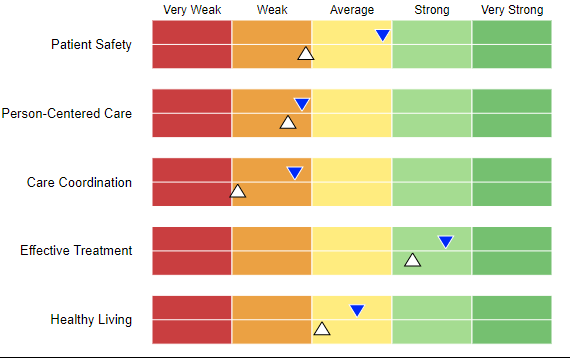 Very Weak Weak Average Strong Very Strong
Patient Safety
Person-Centered Care
Care Coordination
Effective Treatment
Healthy Living